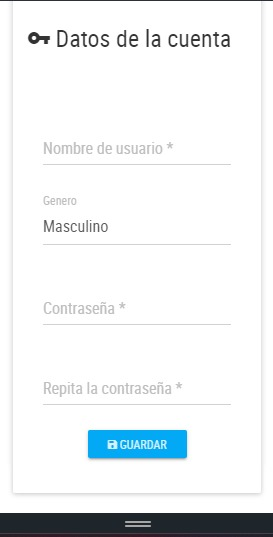 Datos de la cuenta
Nombre de usuario *
Genero
Masculino
Contraseña *
Repita la contraseña *
GUARDAR